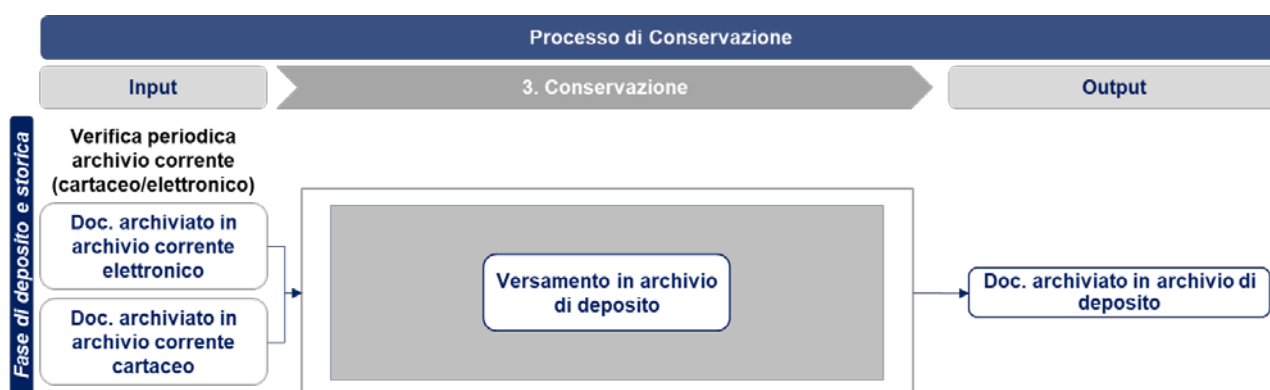 Processo di Conservazione
Input
3. Conservazione
Output
Fase di deposito e storica
Verifica periodica
archivio corrente
(cartaceo/elettronico)
Doc. archiviato in
archivio corrente
elettronico
Doc. archiviato in
archivio corrente
cartaceo
Versamento in archivio
di deposito
Doc. archiviato in archivio di
deposito